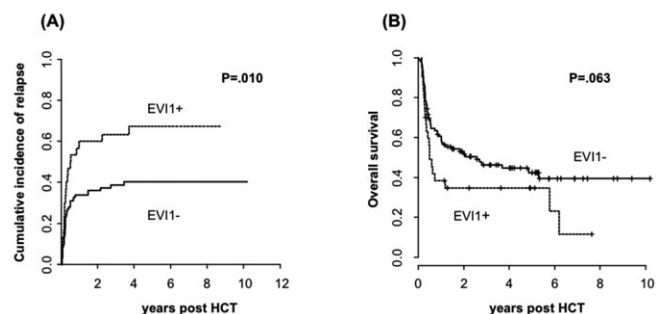 (A)
Cumulative incidence of relapse
1.0
0.8
0.6
0.4
0.2
0.0
P=.010
EVI1+
EVI1-
2 4 6 8 10 12
years post HCT
(B)
Overall survival
1.0
0.8
0.6
0.4
0.2
0.0
P=.063
EVI1-
EVI1+
0 2 4 6 8 10
years post HCT